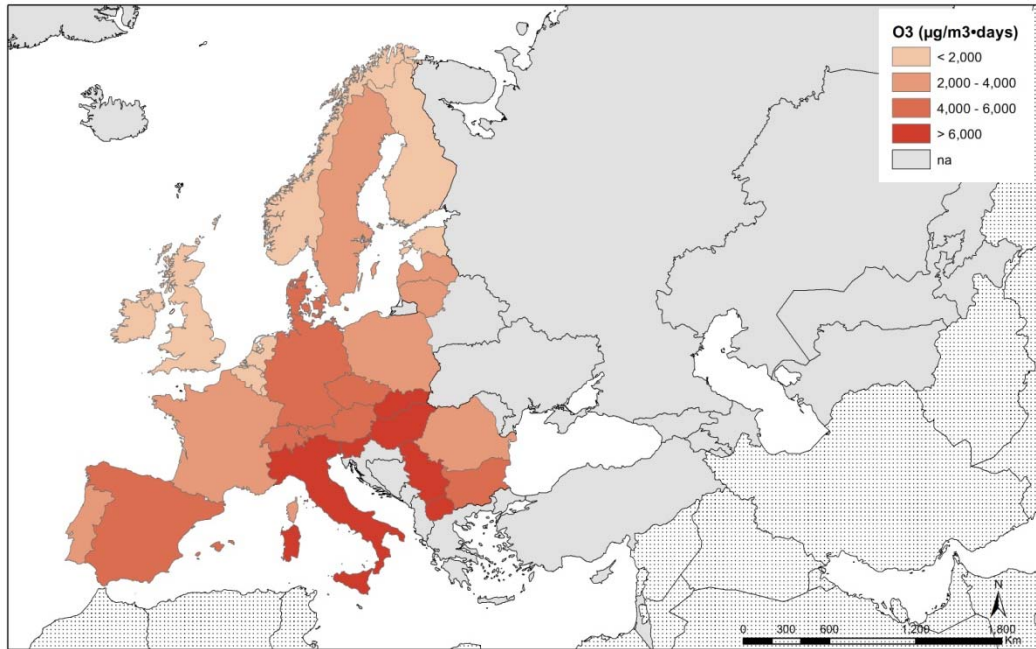 O3 (µg/m3•days)
< 2,000
2,000 - 4,000
4,000 - 6,000
> 6,000
na
N
0 300 600 1,200 1,800
Km